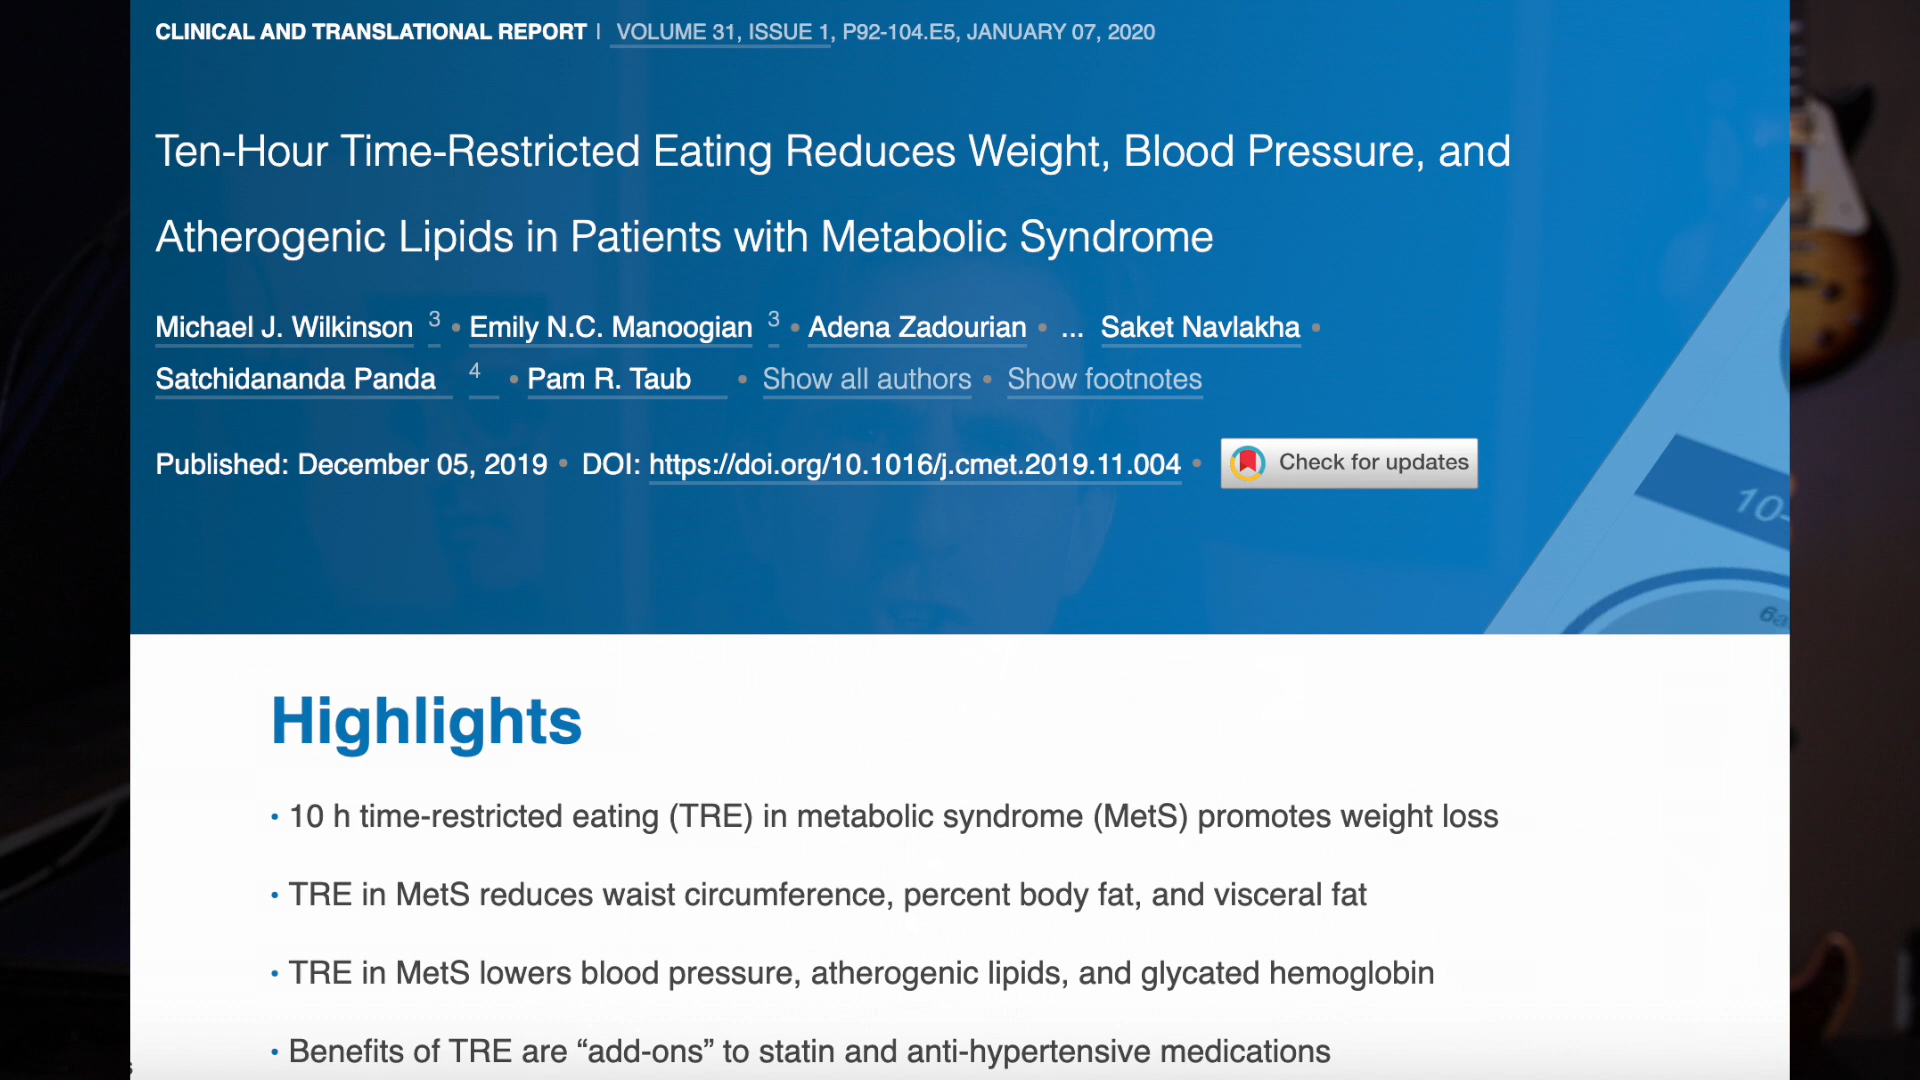 CLINICAL AND TRANSLATIONAL REPORT | VOLUME 31, ISSUE 1, P92-104.E5, JANUARY 07, 2020
Ten-Hour Time-Restricted Eating Reduces Weight, Blood Pressure, and
Atherogenic Lipids in Patients with Metabolic Syndrome
Michael J. Wilkinson 3 • Emily N.C. Manoogian 3 • Adena Zadourian • ... Saket Navlakha •
Satchidananda Panda 4 • Pam R. Taub • Show all authors • Show footnotes
Published: December 05, 2019 • DOI: https://doi.org/10.1016/j.cmet.2019.11.004 • Check for updates
10-
6a
Highlights
• 10 h time-restricted eating (TRE) in metabolic syndrome (MetS) promotes weight loss
• TRE in MetS reduces waist circumference, percent body fat, and visceral fat
• TRE in MetS lowers blood pressure, atherogenic lipids, and glycated hemoglobin
• Benefits of TRE are “add-ons” to statin and anti-hypertensive medications